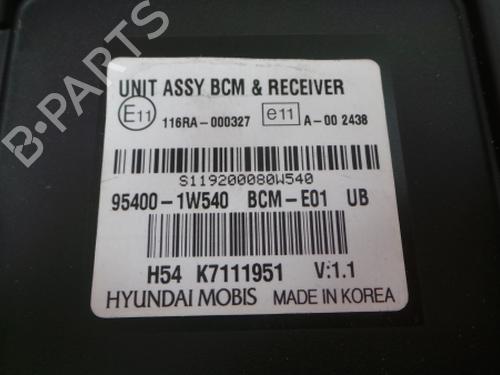 B-PARTS
UNIT ASSY BCM & RECEIVER
E11 116RA-000327 e11 A-00 2438
S119200080W540
95400-1W540 BCM-E01 UB
H54 K7111951 V:1.1
HYUNDAI MOBIS MADE IN KOREA